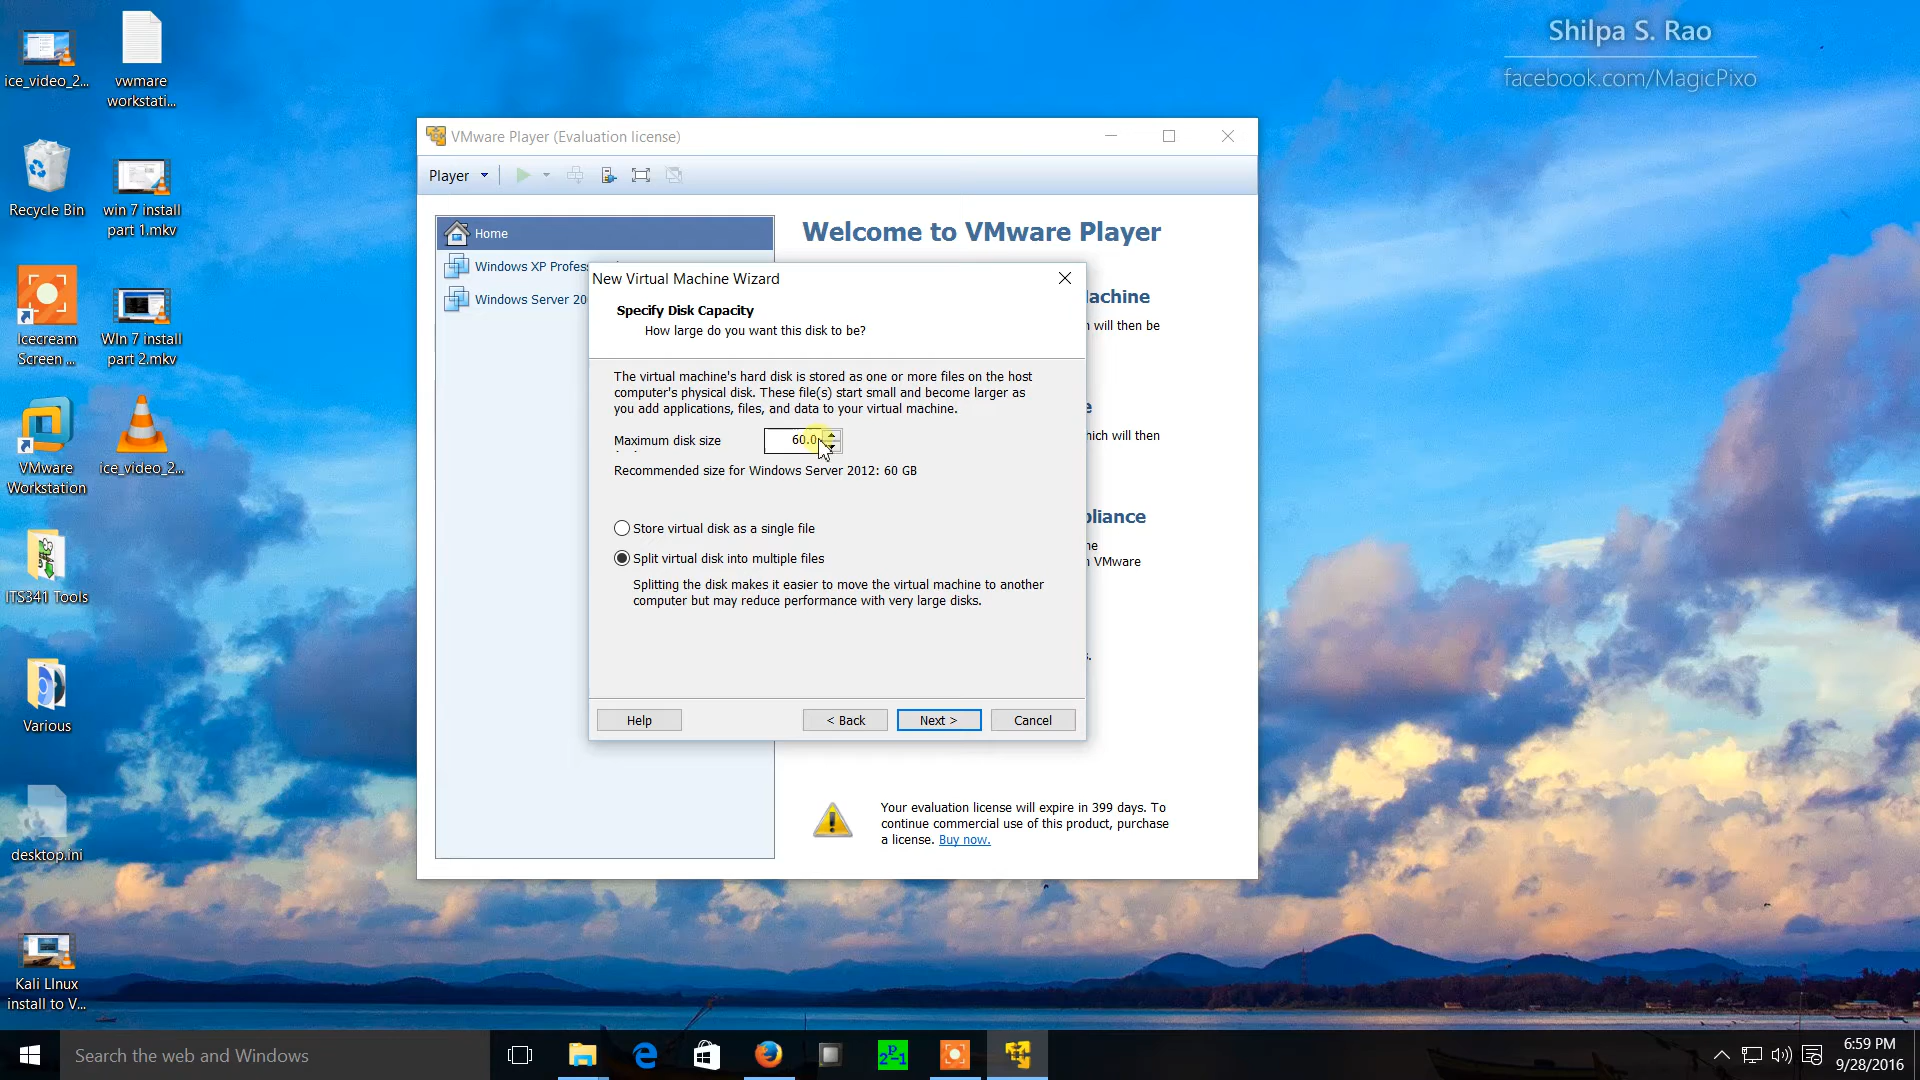 Shilpa S. Rao
facebook.com/MagicPixo
ice_video_2...
vwmare
workstati...
Recycle Bin
win 7 install
part 1.mkv
Icecream
Screen ...
WIn 7 install
part 2.mkv
VMware
Workstation
ice_video_2...
ITS341 Tools
Various
desktop.ini
Kali LInux
install to V...
VMware Player (Evaluation license)
Player
Home
Windows XP Profes
Windows Server 20
Welcome to VMware Player
achine
will then be
e
hich will then
pliance
ne
VMware
s.
New Virtual Machine Wizard
Specify Disk Capacity
How large do you want this disk to be?
The virtual machine's hard disk is stored as one or more files on the host
computer's physical disk. These file(s) start small and become larger as
you add applications, files, and data to your virtual machine.
Maximum disk size
60.0
Recommended size for Windows Server 2012: 60 GB
Store virtual disk as a single file
Split virtual disk into multiple files
Splitting the disk makes it easier to move the virtual machine to another
computer but may reduce performance with very large disks.
Help
< Back
Next >
Cancel
Your evaluation license will expire in 399 days. To
continue commercial use of this product, purchase
a license. Buy now.
Search the web and Windows
2P-1
6:59 PM
9/28/2016